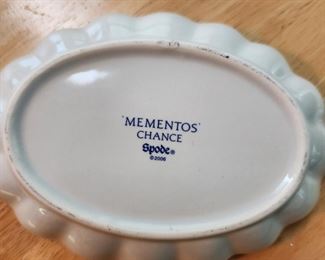 'MEMENTOS'
CHANCE
Spode®
©2006